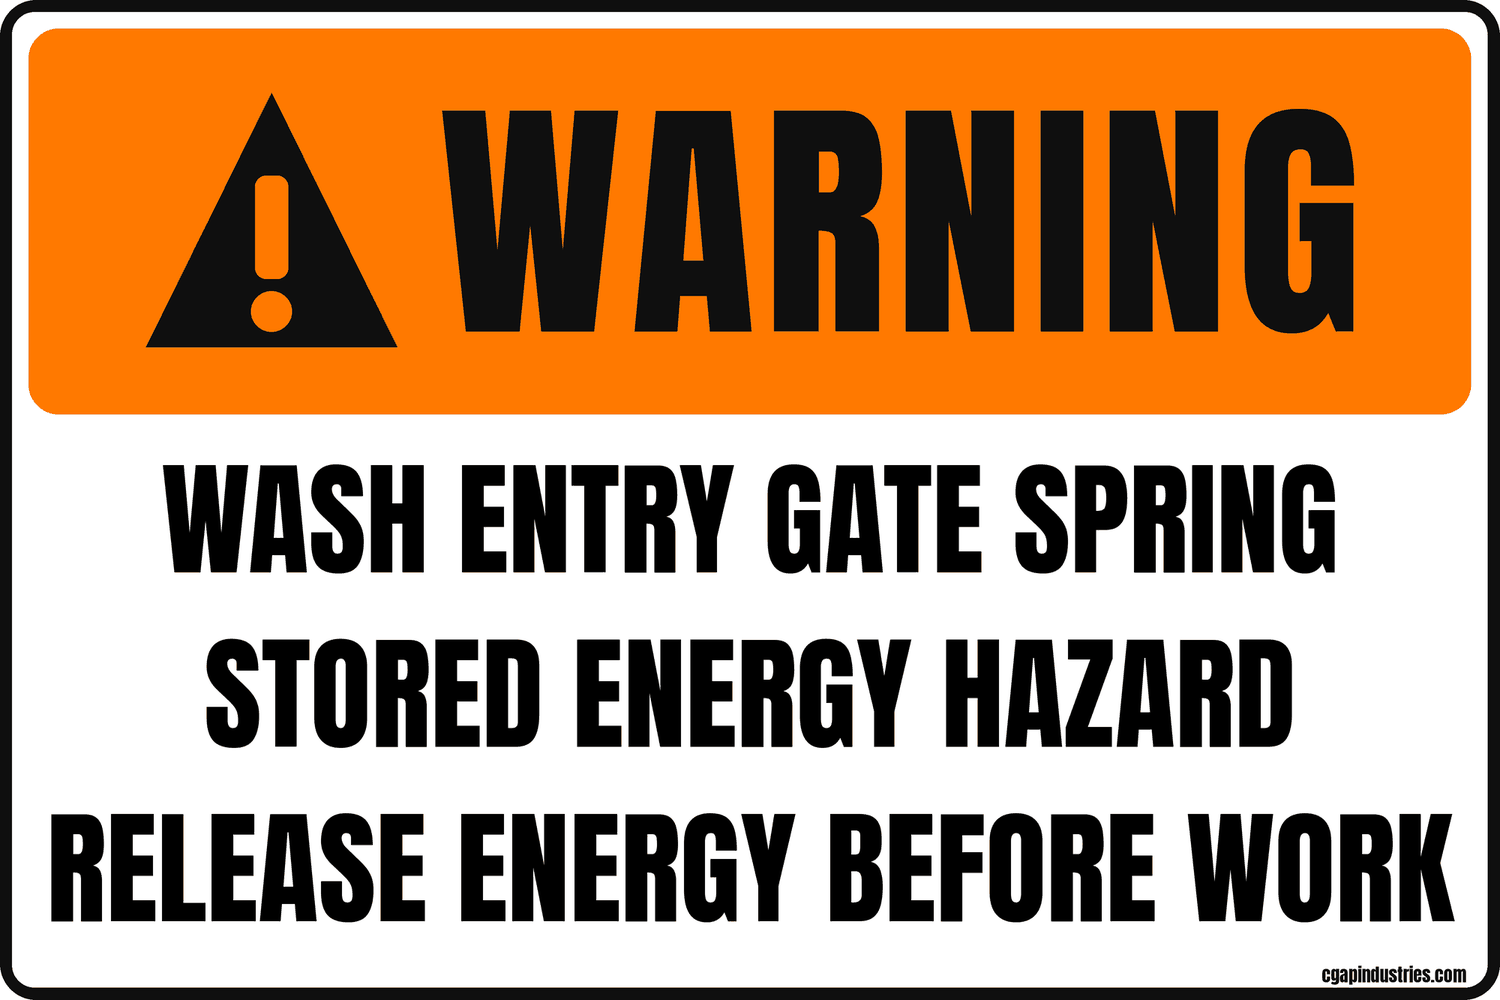 WARNING
WASH ENTRY GATE SPRING
STORED ENERGY HAZARD
RELEASE ENERGY BEFORE WORK
cgapindustries.com